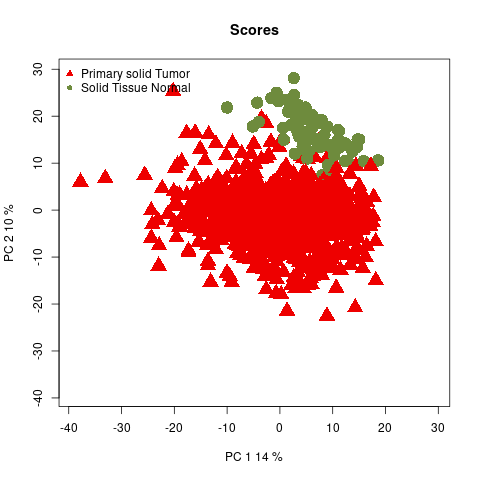 Scores
Primary solid Tumor
Solid Tissue Normal
30
20
10
0
-10
-20
-30
-40
PC 2 10 %
-40 -30 -20 -10 0 10 20 30
PC 1 14 %